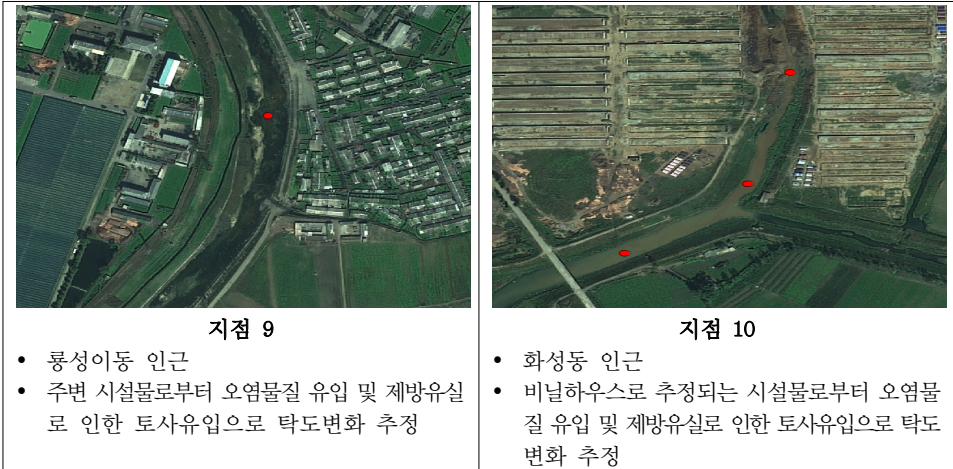 지점 9
• 룡성이동 인근
• 주변 시설물로부터 오염물질 유입 및 제방유실
로 인한 토사유입으로 탁도변화 추정
지점 10
• 화성동 인근
• 비닐하우스로 추정되는 시설물로부터 오염물
질 유입 및 제방유실로 인한 토사유입으로 탁도
변화 추정